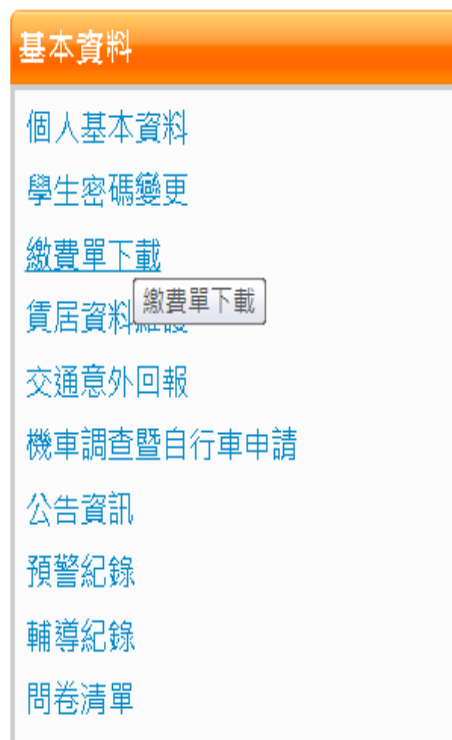 基本資料
個人基本資料
學生密碼變更
繳費單下載
繳費單下載
賃居資料維護
交通意外回報
機車調查暨自行車申請
公告資訊
預警紀錄
輔導紀錄
問卷清單